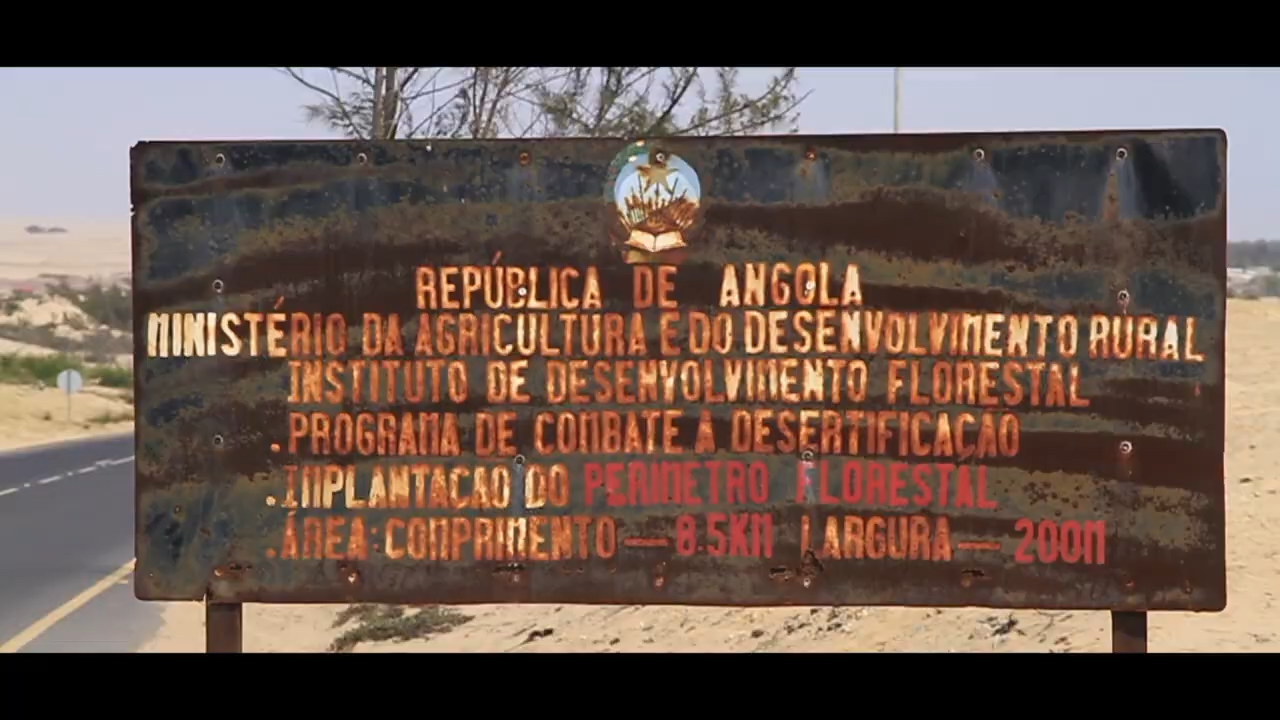 REPÚBLICA DE ANGOLA
MINISTÉRIO DA AGRICULTURA E DO DESENVOLVIMENTO RURAL
INSTITUTO DE DESENVOLVIMENTO FLORESTAL
.PROGRAMA DE COMBATE A DESERTIFICAÇÃO
.IMPLANTAÇAO DO PERIMETRO FLORESTAL
.ÁREA: COMPRIMENTO — 8.5KM LARGURA — 200M